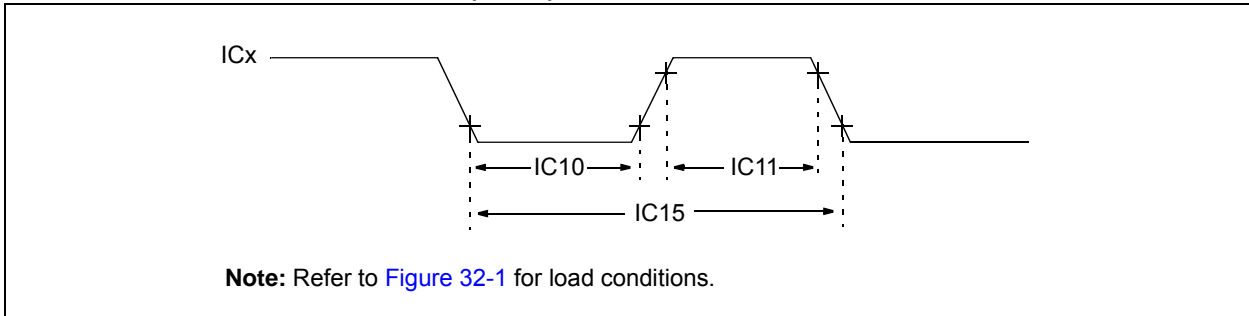 ICx
IC10
IC11
IC15
Note: Refer to Figure 32-1 for load conditions.